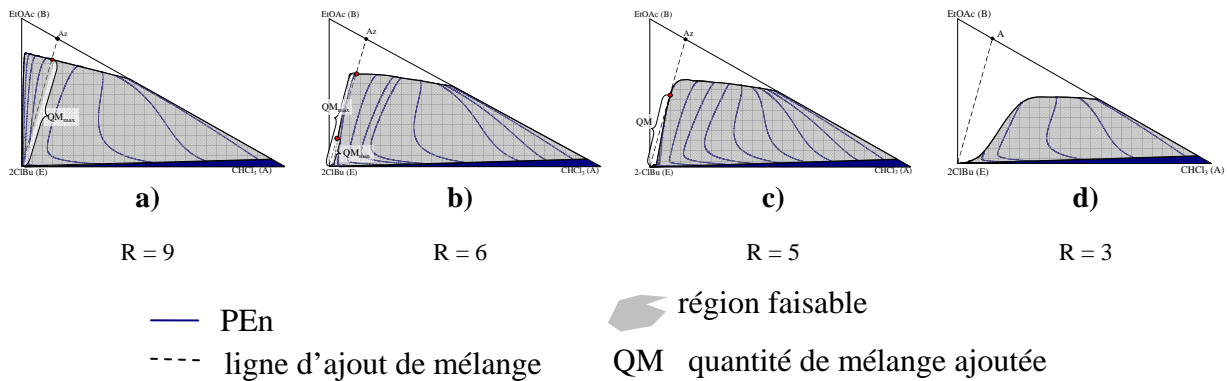 EtOAc (B)
Az
QMmax
2ClBu (E)
CHCl3 (A)
a)
R = 9
EtOAc (B)
Az
QMmax
QMmin
2ClBu (E)
CHCl3 (A)
b)
R = 6
EtOAc (B)
Az
QM
2-ClBu (E)
CHCl3 (A)
c)
R = 5
EtOAc (B)
A
2ClBu (E)
CHCl3 (A)
d)
R = 3
PEn
région faisable
ligne d'ajout de mélange
QM quantité de mélange ajoutée